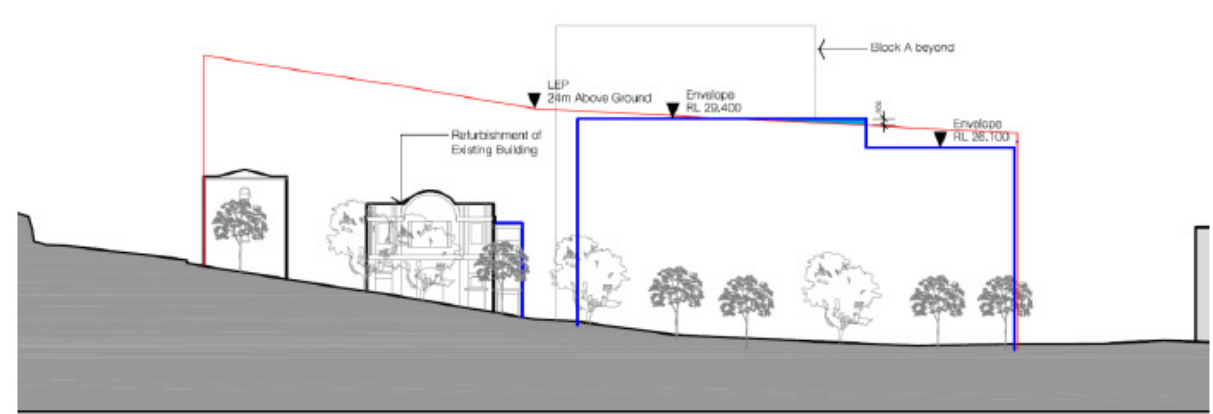 Block A beyond
LEP
24m Above Ground
Envelope
RL 29,400
Envelope
RL 26.100
Refurbishment of
Existing Building